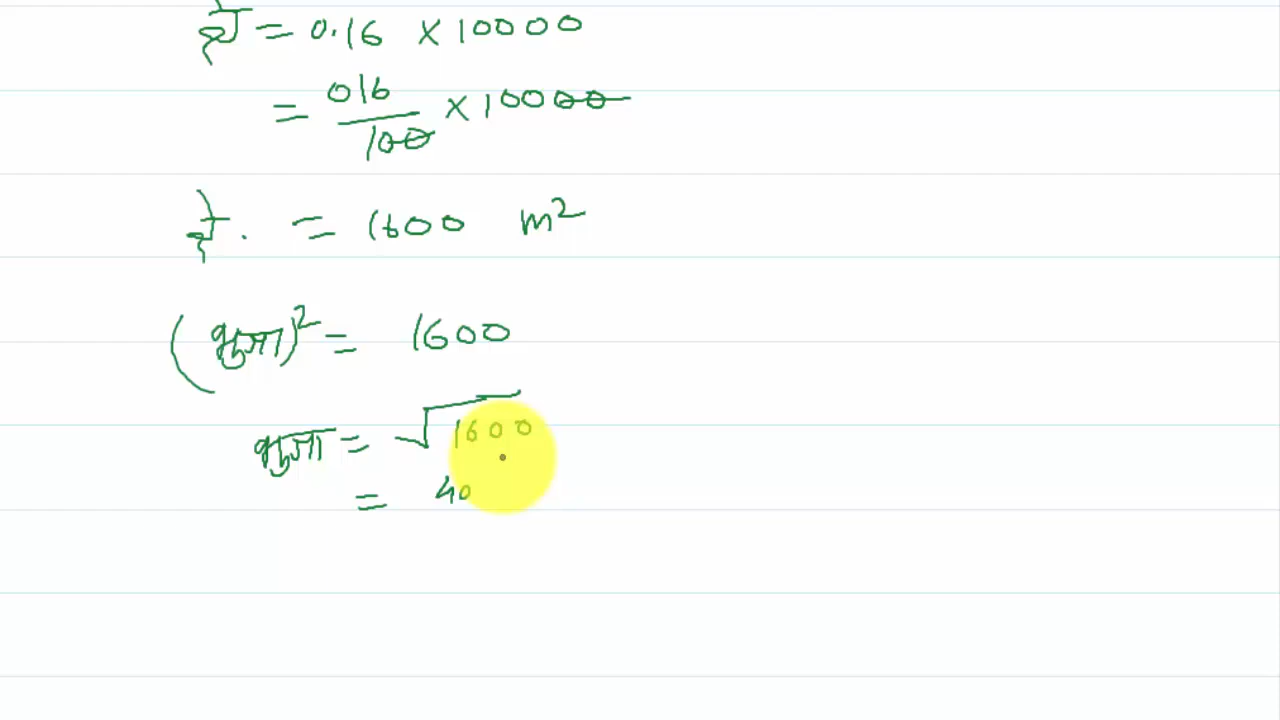 = 0.16 × 10000
= 016/100 × 10000
= 1600 m²
(भुजा)² = 1600
भुजा = √1600
= 40